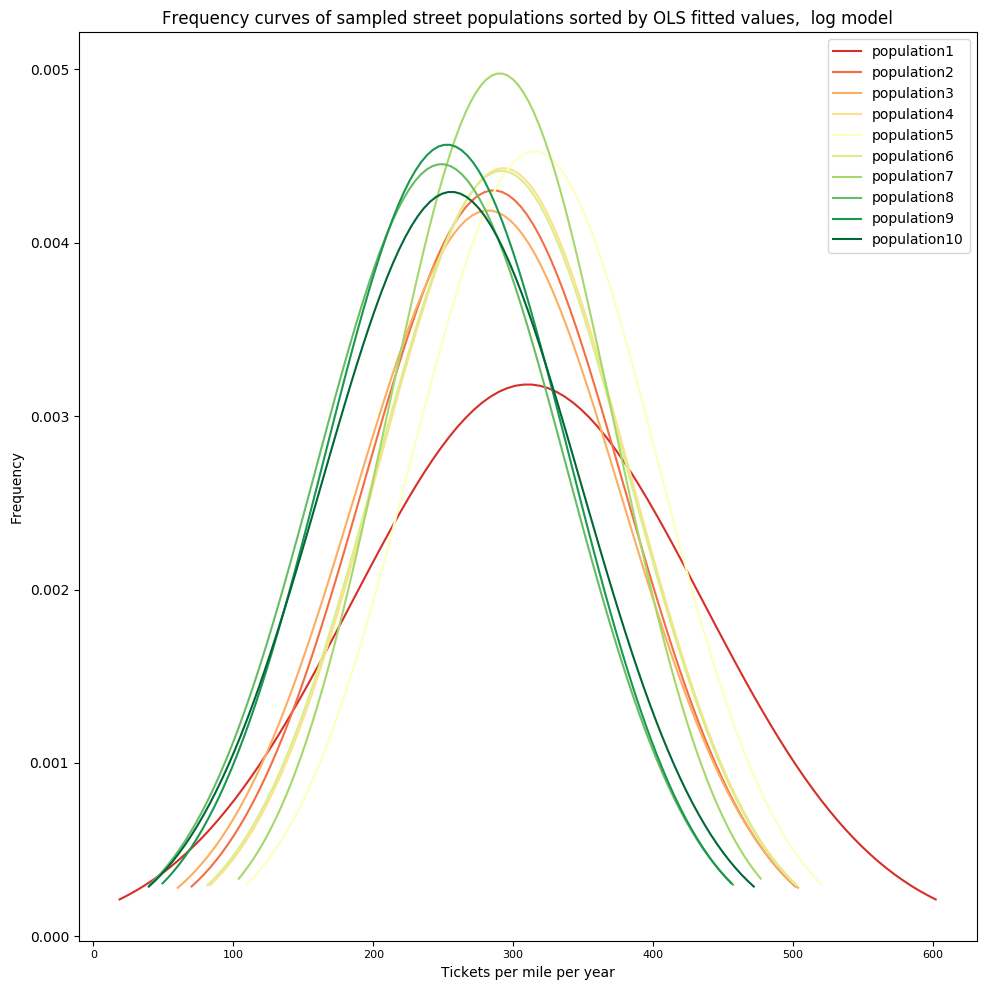 Frequency curves of sampled street populations sorted by OLS fitted values,  log model
population1
population2
population3
population4
population5
population6
population7
population8
population9
population10
0.005
0.004
0.003
0.002
0.001
0.000
Frequency
0 100 200 300 400 500 600
Tickets per mile per year